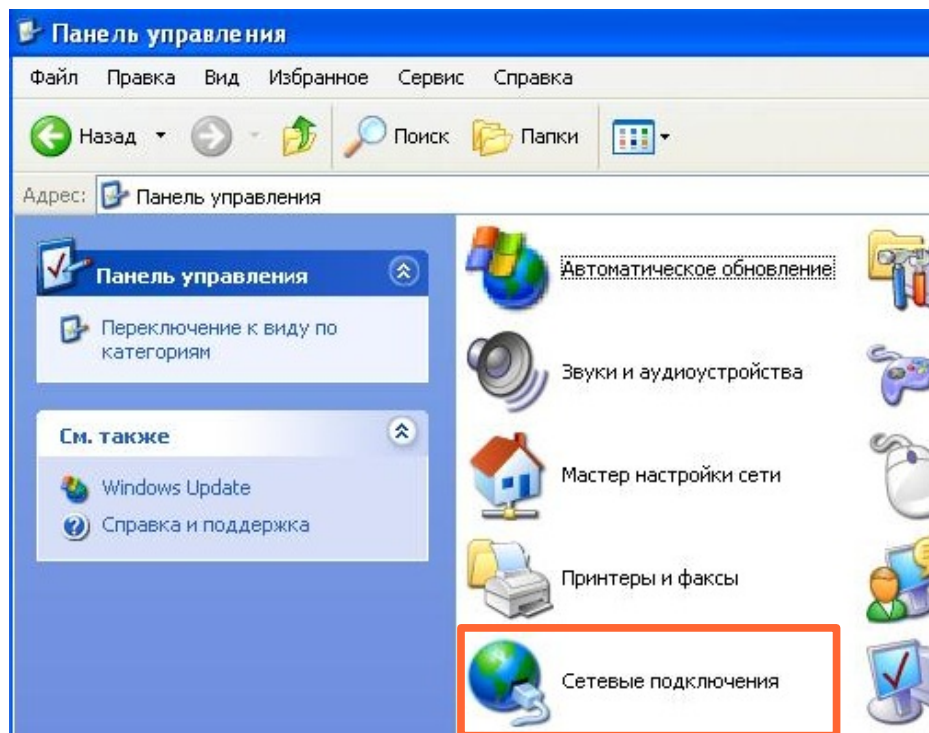 Панель управления
Файл Правка Вид Избранное Сервис Справка
Назад Поиск Папки
Адрес: Панель управления
Панель управления
Переключение к виду по
категориям
См. также
Windows Update
Справка и поддержка
Автоматическое обновление
Звуки и аудиоустройства
Мастер настройки сети
Принтеры и факсы
Сетевые подключения